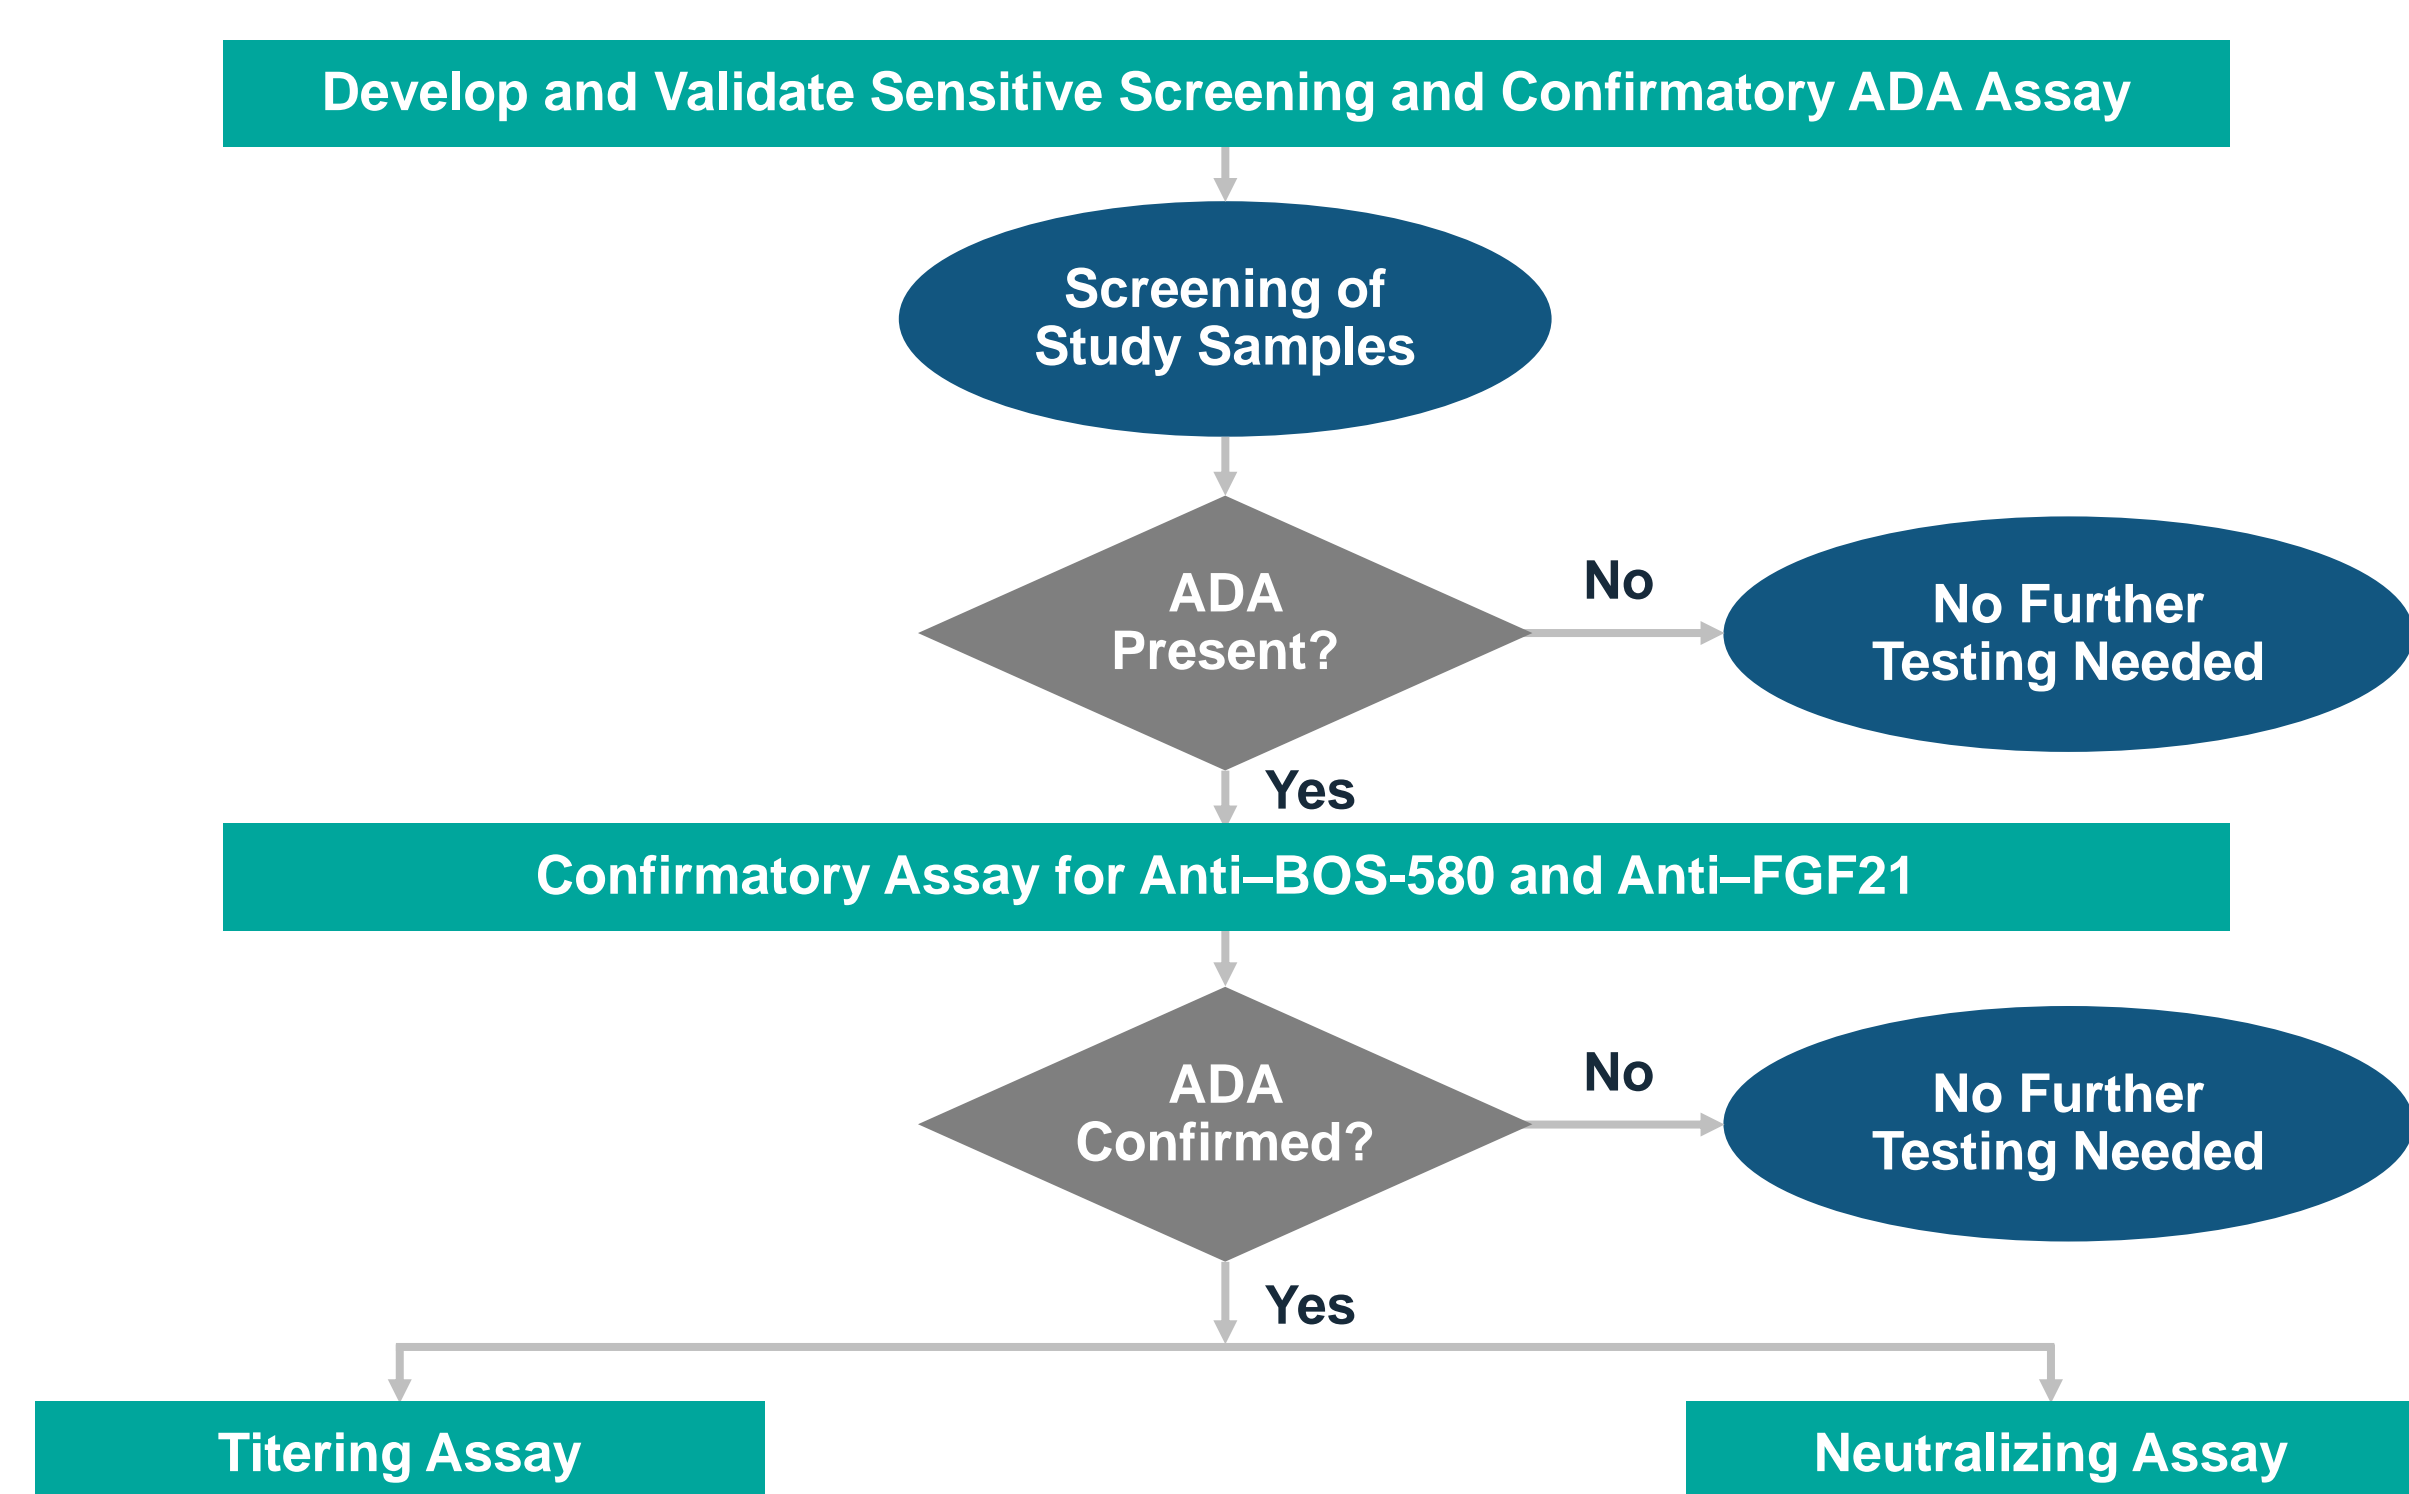 Develop and Validate Sensitive Screening and Confirmatory ADA Assay
Screening of
Study Samples
ADA
Present?
No
No Further
Testing Needed
Yes
Confirmatory Assay for Anti–BOS-580 and Anti–FGF21
ADA
Confirmed?
No
No Further
Testing Needed
Yes
Titering Assay
Neutralizing Assay